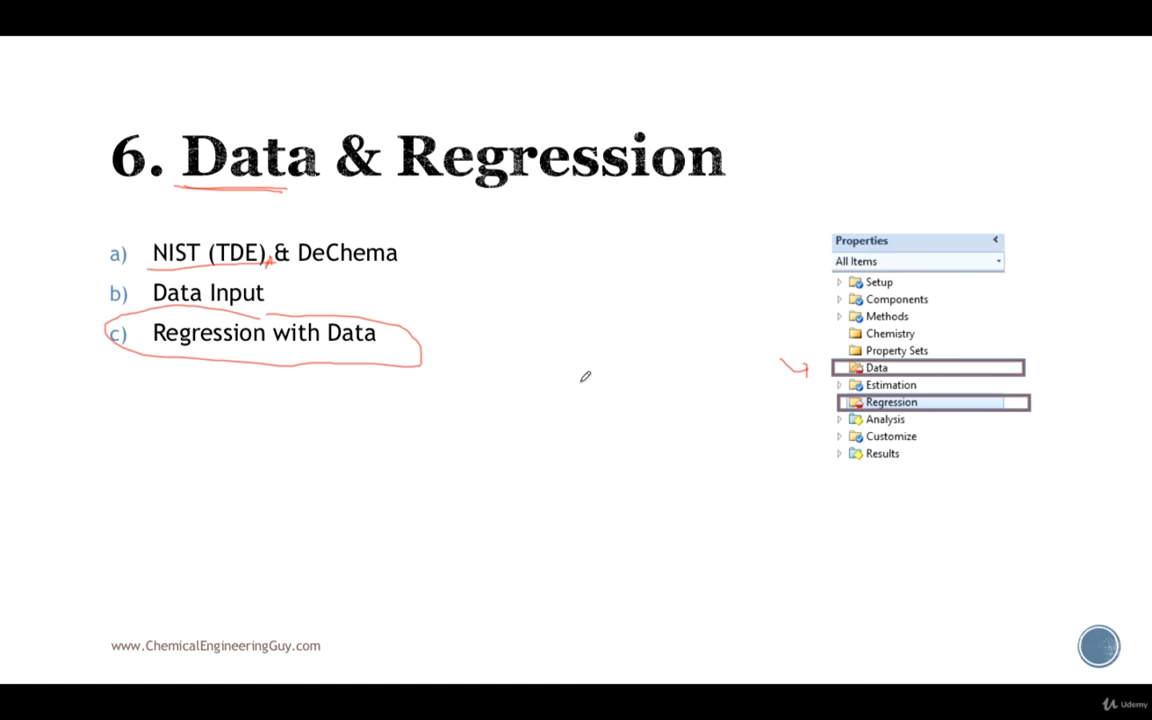 6. Data & Regression
a) NIST (TDE) & DeChema
b) Data Input
c) Regression with Data
Properties
All Items
Setup
Components
Methods
Chemistry
Property Sets
Data
Estimation
Regression
Analysis
Customize
Results
www.ChemicalEngineeringGuy.com
Udemy